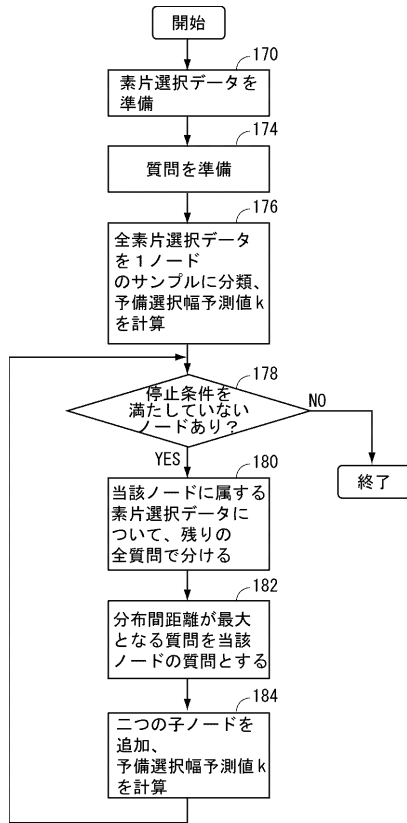 開始
170
素片選択データを
準備
174
質問を準備
176
全素片選択データ
を1ノード
のサンプルに分類、
予備選択幅予測値k
を計算
178
停止条件を
満たしていない
ノードあり？
NO
YES
終了
180
当該ノードに属する
素片選択データに
ついて、残りの
全質問で分ける
182
分布間距離が最大
となる質問を当該
ノードの質問とする
184
二つの子ノードを
追加、
予備選択幅予測値k
を計算